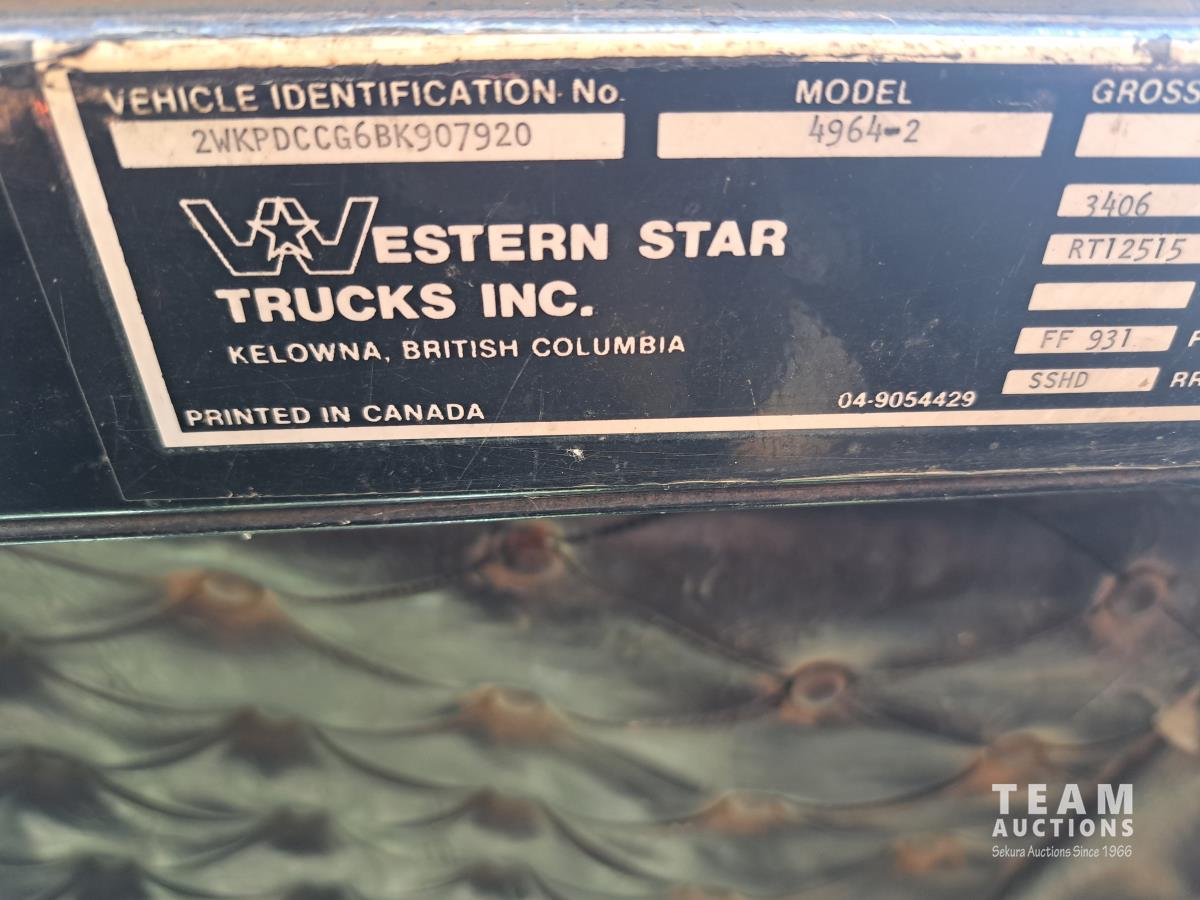 VEHICLE IDENTIFICATION No. MODEL GROSS
2WKPDCCG6BK907920 4964-2
3406
WESTERN STAR RT12515
TRUCKS INC.
KELOWNA, BRITISH COLUMBIA FF 931
SSHD RR
PRINTED IN CANADA 04-9054429
TEAM
AUCTIONS
Sekura Auctions Since 1966